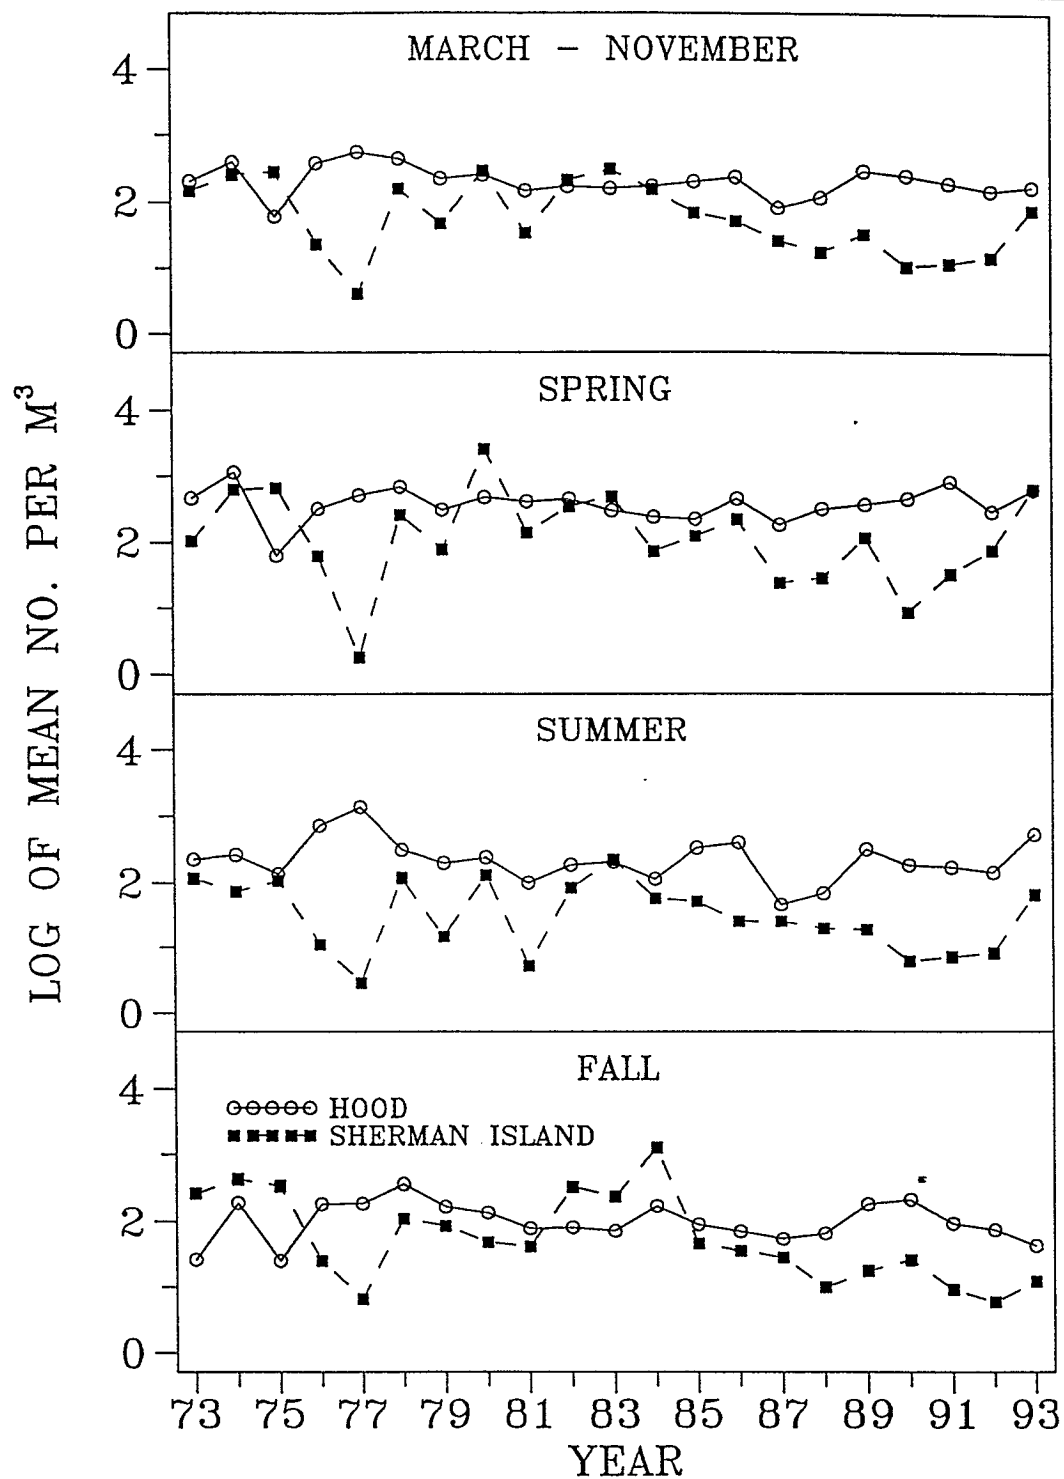 MARCH - NOVEMBER
4
2
0
SPRING
4
2
0
SUMMER
4
2
0
FALL
4
HOOD
SHERMAN ISLAND
2
0
73 75 77 79 81 83 85 87 89 91 93
YEAR
LOG OF MEAN NO. PER M³